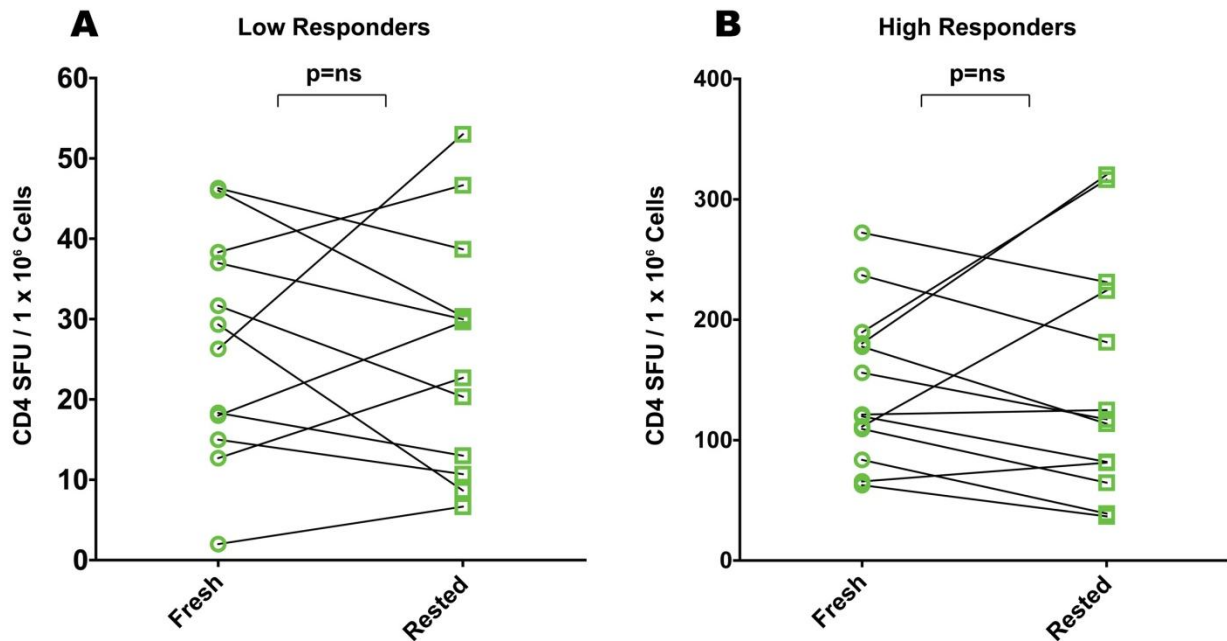 A
Low Responders
p=ns
60
50
40
30
20
10
0
CD4 SFU / 1 x 10⁶ Cells
Fresh
Rested
B
High Responders
p=ns
400
300
200
100
0
CD4 SFU / 1 x 10⁶ Cells
Fresh
Rested